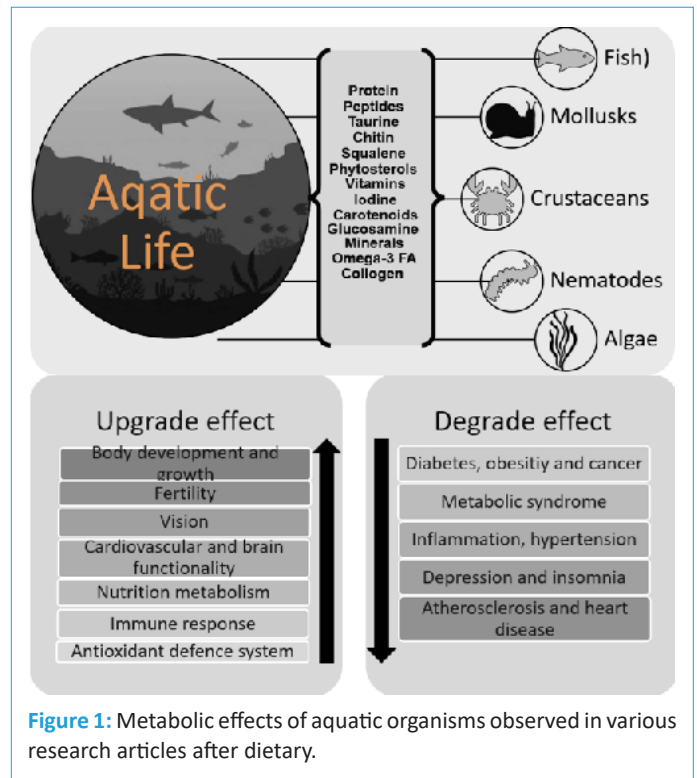 Aqatic
Life
Protein
Peptides
Taurine
Chitin
Squalene
Phytosterols
Vitamins
Iodine
Carotenoids
Glucosamine
Minerals
Omega-3 FA
Collogen
Fish)
Mollusks
Crustaceans
Nematodes
Algae
Upgrade effect
Body development and
growth
Fertility
Vision
Cardiovascular and brain
functionality
Nutrition metabolism
Immune response
Antioxidant defence system
Degrade effect
Diabetes, obesitiy and cancer
Metabolic syndrome
Inflammation, hypertension
Depression and insomnia
Atherosclerosis and heart
disease
Figure 1: Metabolic effects of aquatic organisms observed in various
research articles after dietary.